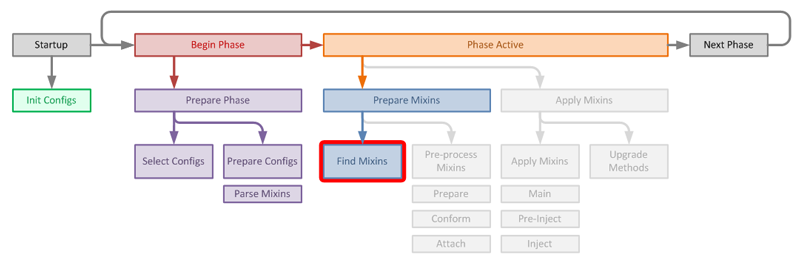 Startup
Begin Phase
Phase Active
Next Phase
Init Configs
Prepare Phase
Prepare Mixins
Apply Mixins
Select Configs
Prepare Configs
Find Mixins
Pre-process
Mixins
Apply Mixins
Upgrade
Methods
Parse Mixins
Prepare
Main
Conform
Pre-Inject
Attach
Inject